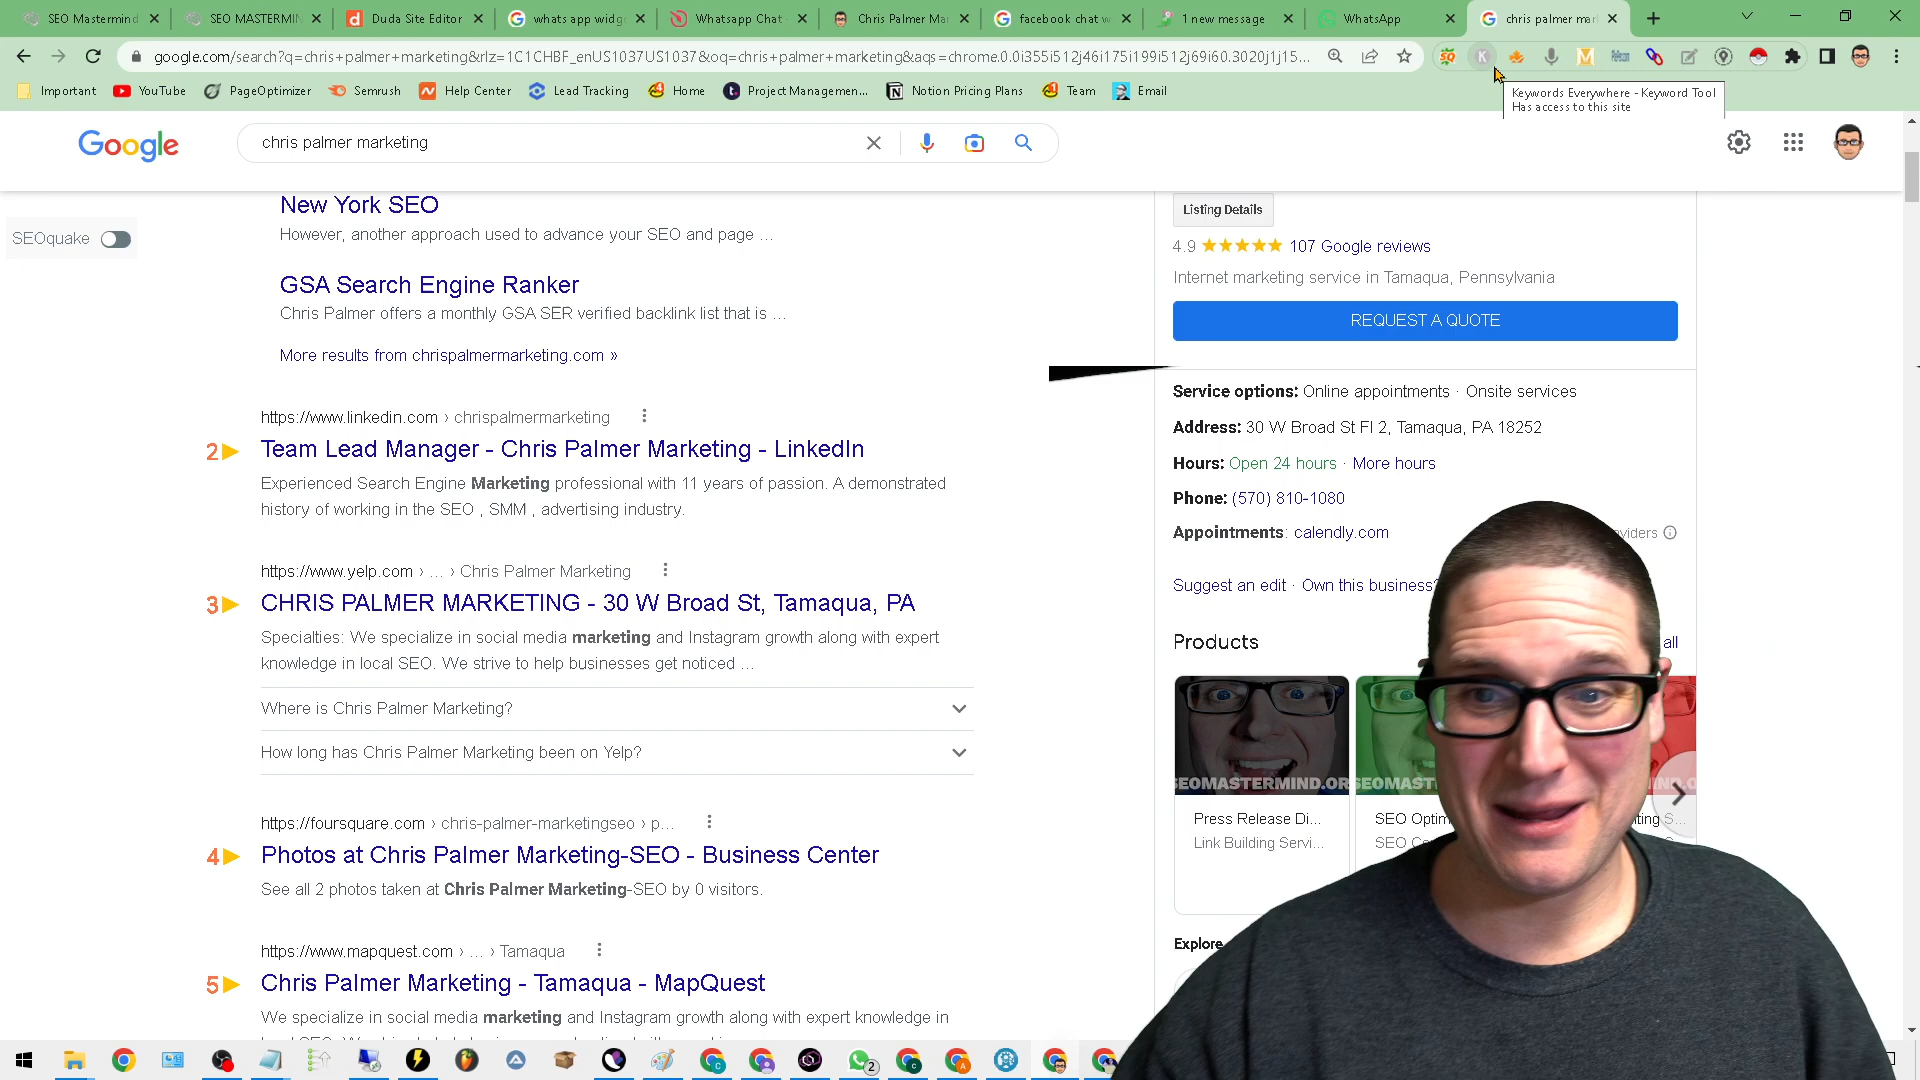 SEO Mastermind
SEO MASTERMIN
Duda Site Editor
whats app widg
Whatsapp Chat
Chris Palmer Ma
facebook chat w
1 new message
WhatsApp
chris palmer mar
google.com/search?q=chris+palmer+marketing&rlz=1C1CHBF_enUS1037US1037&oq=chris+palmer+marketing&aqs=chrome.0.0i355i512j46i175i199i512j69i60.3020j1j15...
Important
YouTube
PageOptimizer
Semrush
Help Center
Lead Tracking
Home
Project Managemen...
Notion Pricing Plans
Team
Email
Keywords Everywhere - Keyword Tool
Has access to this site
Google
chris palmer marketing
SEOquake
New York SEO
However, another approach used to advance your SEO and page ...
GSA Search Engine Ranker
Chris Palmer offers a monthly GSA SER verified backlink list that is ...
More results from chrispalmermarketing.com »
https://www.linkedin.com › chrispalmermarketing
2
Team Lead Manager - Chris Palmer Marketing - LinkedIn
Experienced Search Engine Marketing professional with 11 years of passion. A demonstrated
history of working in the SEO , SMM , advertising industry.
https://www.yelp.com › ... › Chris Palmer Marketing
3
CHRIS PALMER MARKETING - 30 W Broad St, Tamaqua, PA
Specialties: We specialize in social media marketing and Instagram growth along with expert
knowledge in local SEO. We strive to help businesses get noticed ...
Where is Chris Palmer Marketing?
How long has Chris Palmer Marketing been on Yelp?
https://foursquare.com › chris-palmer-marketingseo › p...
4
Photos at Chris Palmer Marketing-SEO - Business Center
See all 2 photos taken at Chris Palmer Marketing-SEO by 0 visitors.
https://www.mapquest.com › ... › Tamaqua
5
Chris Palmer Marketing - Tamaqua - MapQuest
We specialize in social media marketing and Instagram growth along with expert knowledge in
Listing Details
4.9 107 Google reviews
Internet marketing service in Tamaqua, Pennsylvania
REQUEST A QUOTE
Service options: Online appointments · Onsite services
Address: 30 W Broad St Fl 2, Tamaqua, PA 18252
Hours: Open 24 hours · More hours
Phone: (570) 810-1080
Appointments: calendly.com
viders
Suggest an edit · Own this business?
Products
all
SEOMASTERMIND.ORG
SEOMASTERMI
Press Release Di...
Link Building Servi...
SEO Optim
SEO Co
ting S...
Explore
2